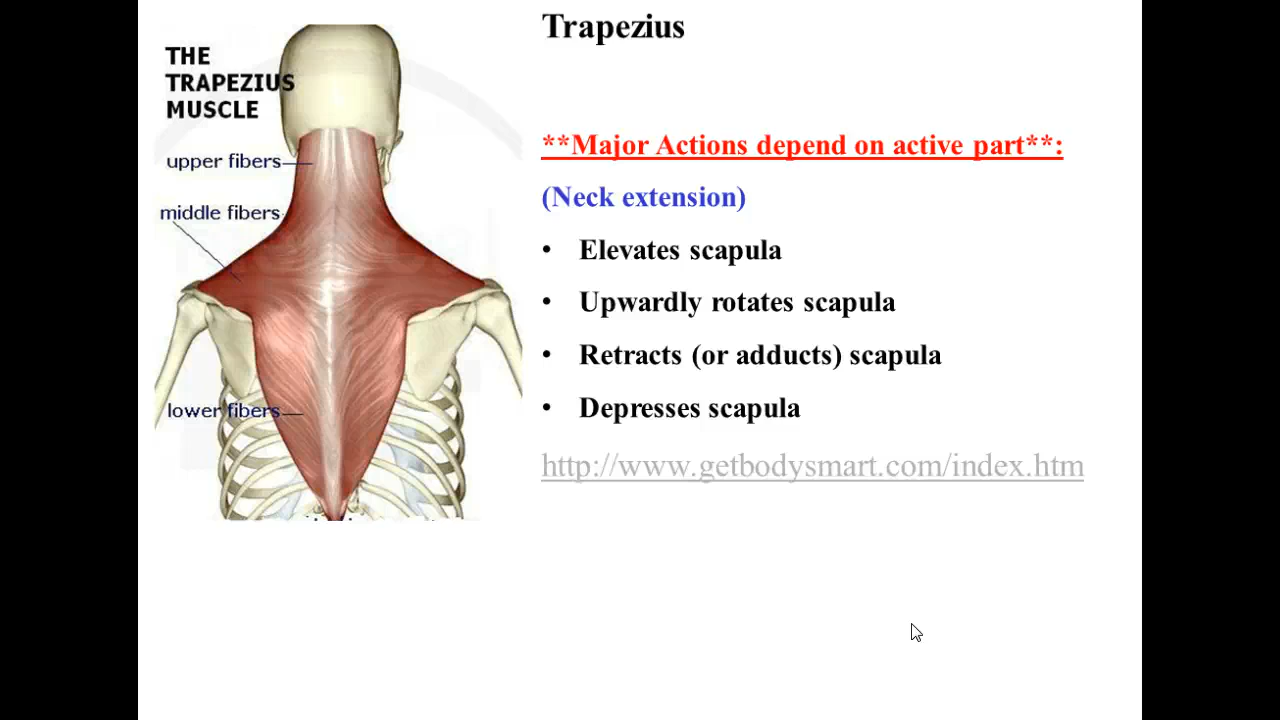 Trapezius
THE
TRAPEZIUS
MUSCLE
upper fibers
middle fibers
lower fibers
**Major Actions depend on active part**:
(Neck extension)
• Elevates scapula
• Upwardly rotates scapula
• Retracts (or adducts) scapula
• Depresses scapula
http://www.getbodysmart.com/index.htm